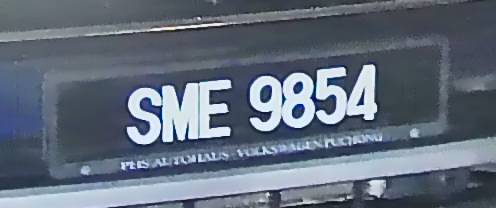 SME 9854
PHS AUTOHAUS - VOLKSWAGEN PUCHONG